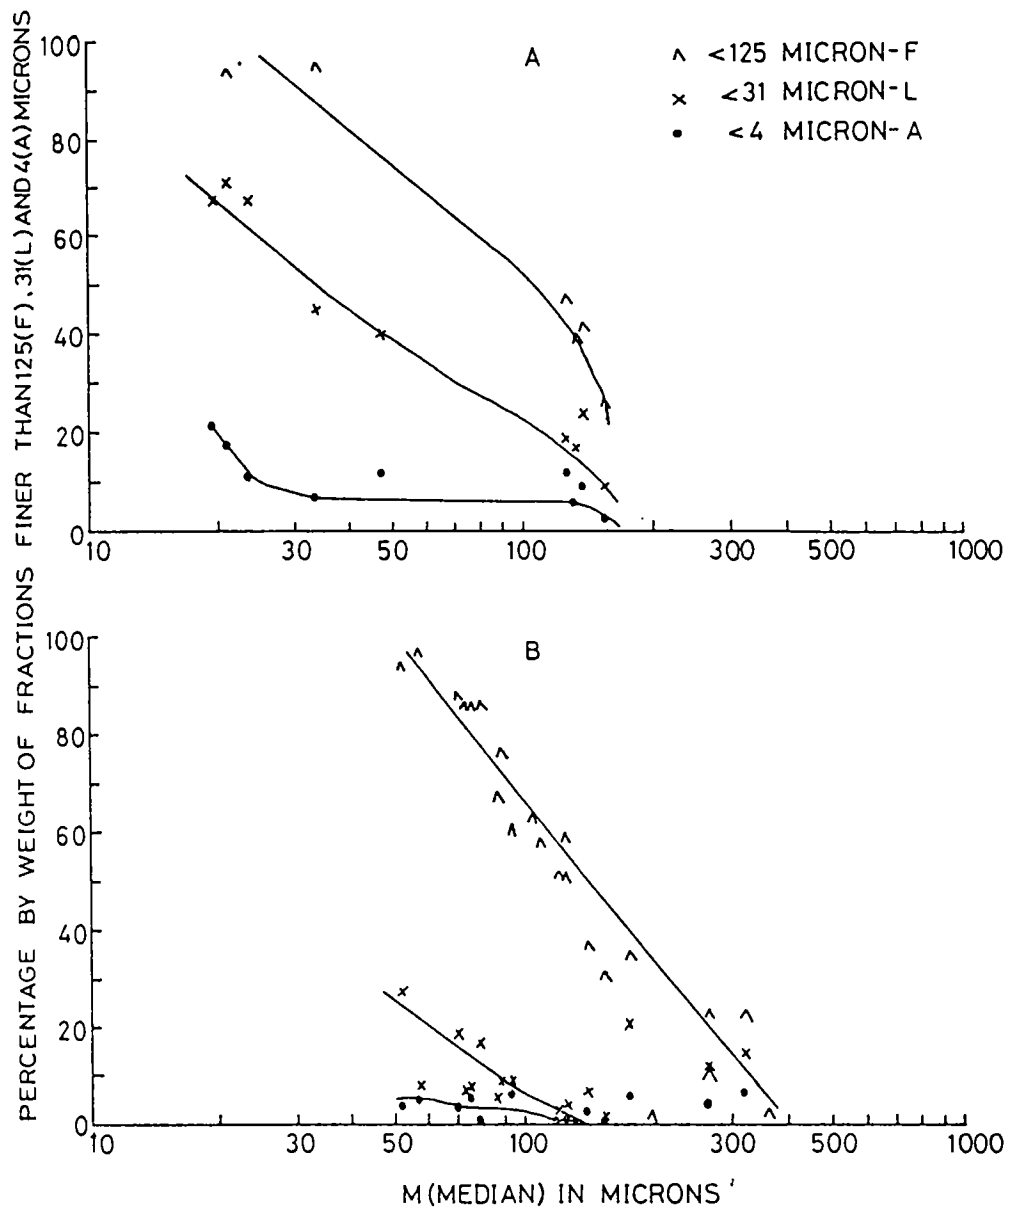 PERCENTAGE BY WEIGHT OF FRACTIONS FINER THAN 125(F), 31(L) AND 4(A) MICRONS
A
^ <125 MICRON-F
x <31 MICRON-L
• <4 MICRON-A
100
80
60
40
20
0
10 30 50 100 300 500 1000
B
100
80
60
40
20
0
10 30 50 100 300 500 1000
M (MEDIAN) IN MICRONS